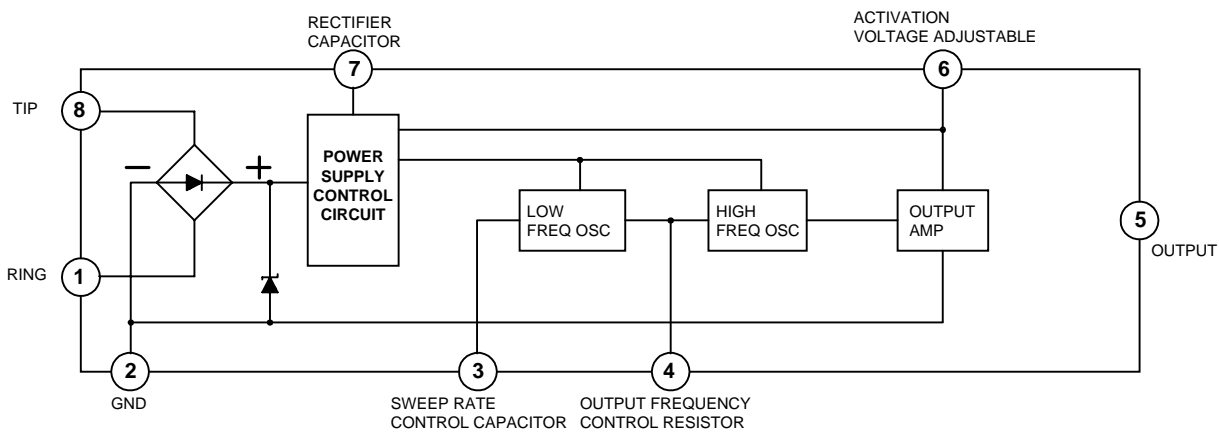 RECTIFIER
CAPACITOR
ACTIVATION
VOLTAGE ADJUSTABLE
7
6
TIP
8
POWER
SUPPLY
CONTROL
CIRCUIT
LOW
FREQ OSC
HIGH
FREQ OSC
OUTPUT
AMP
5
OUTPUT
RING
1
2
3
4
GND
SWEEP RATE
CONTROL CAPACITOR
OUTPUT FREQUENCY
CONTROL RESISTOR